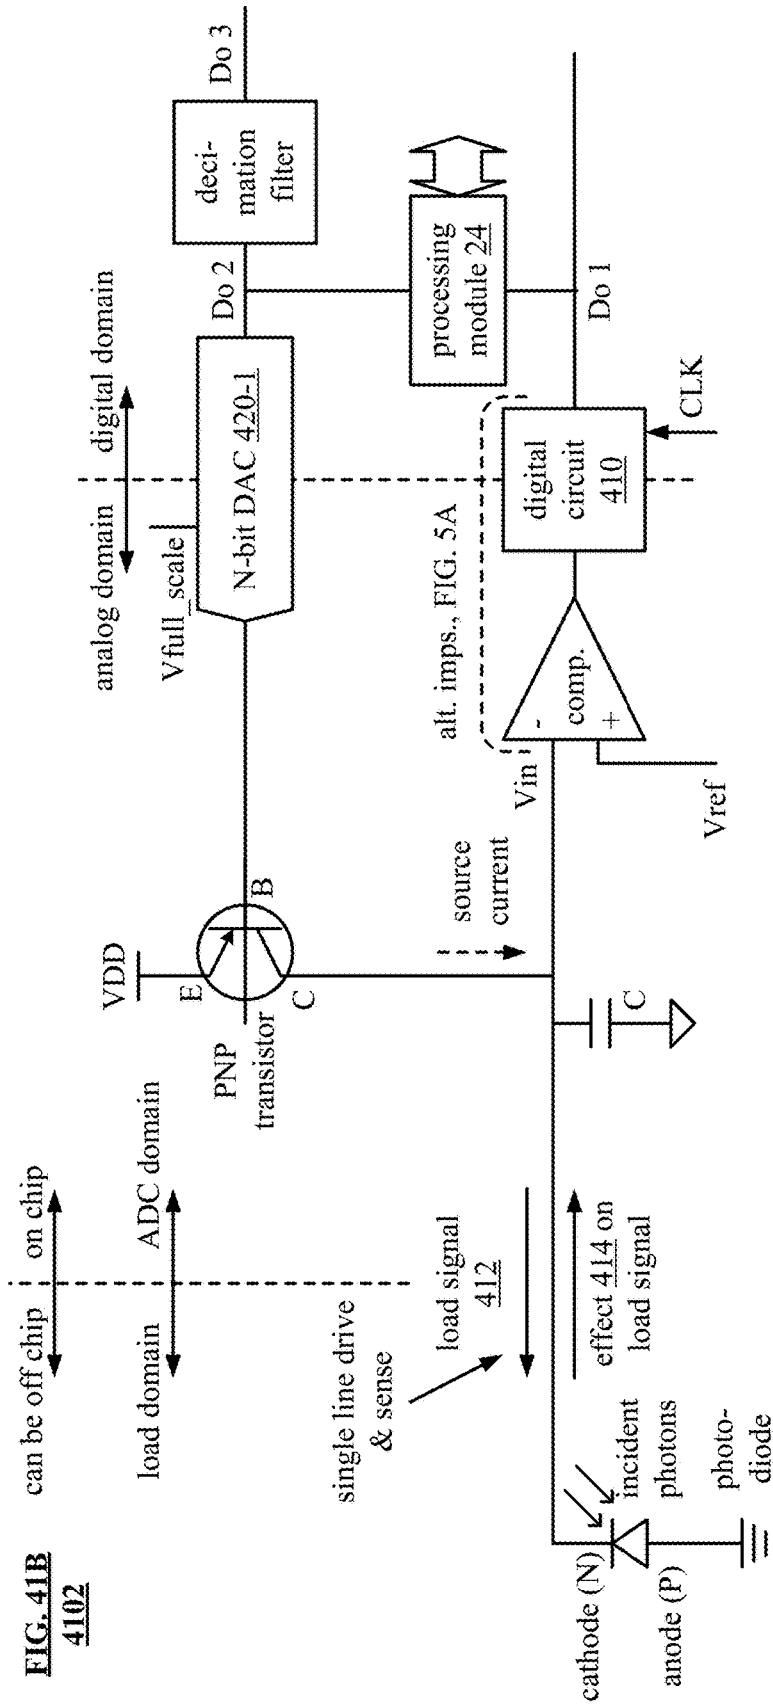 FIG. 41B
4102
can be off chip
on chip
load domain
ADC domain
analog domain
digital domain
VDD
E
B
C
PNP
transistor
Vfull_scale
N-bit DAC 420-1
Do 2
deci-
mation
filter
Do 3
single line drive
& sense
load signal
412
source
current
alt. imps., FIG. 5A
processing
module 24
cathode (N)
anode (P)
incident
photons
photo-
diode
effect 414 on
load signal
C
Vin
Vref
-
comp.
+
digital
circuit
410
CLK
Do 1